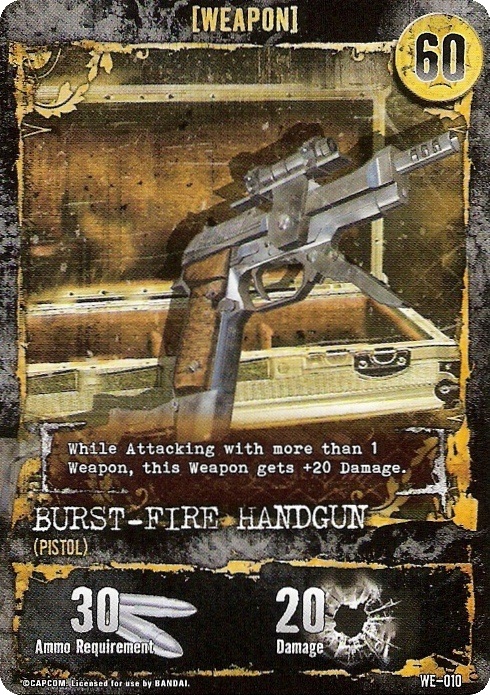 [WEAPON]
60
While Attacking with more than 1
Weapon, this Weapon gets +20 Damage.
BURST-FIRE HANDGUN
(PISTOL)
30
Ammo Requirement
20
Damage
©CAPCOM. Licensed for use by BANDAI.
WE-010